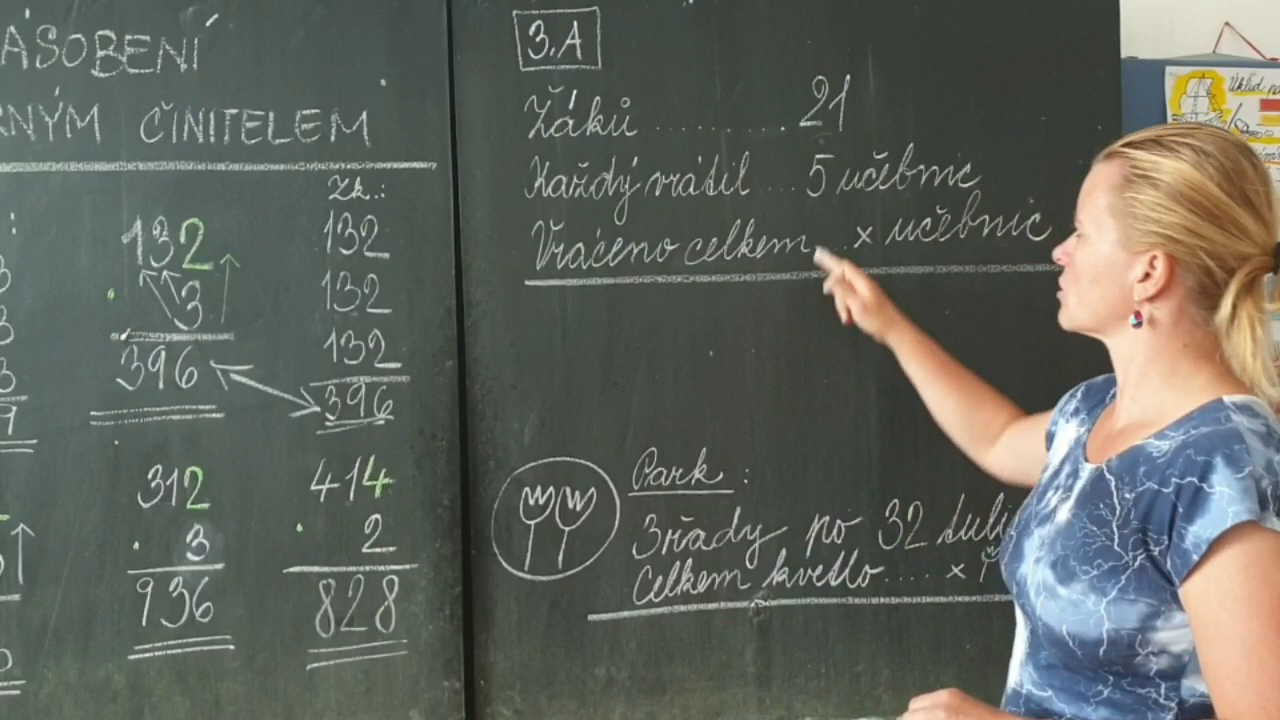 ÁSOBENÍ
RNÝM ČINITELEM
132
. 3
396
Zk.:
132
132
132
396
312
. 3
936
414
. 2
828
3.A
Žáků ............ 21
Každý vrátil .... 5 učebnic
Vráceno celkem ... x učebnic
Park :
3 řady po 32 tuli
Celkem kvetlo .... x
Úklid